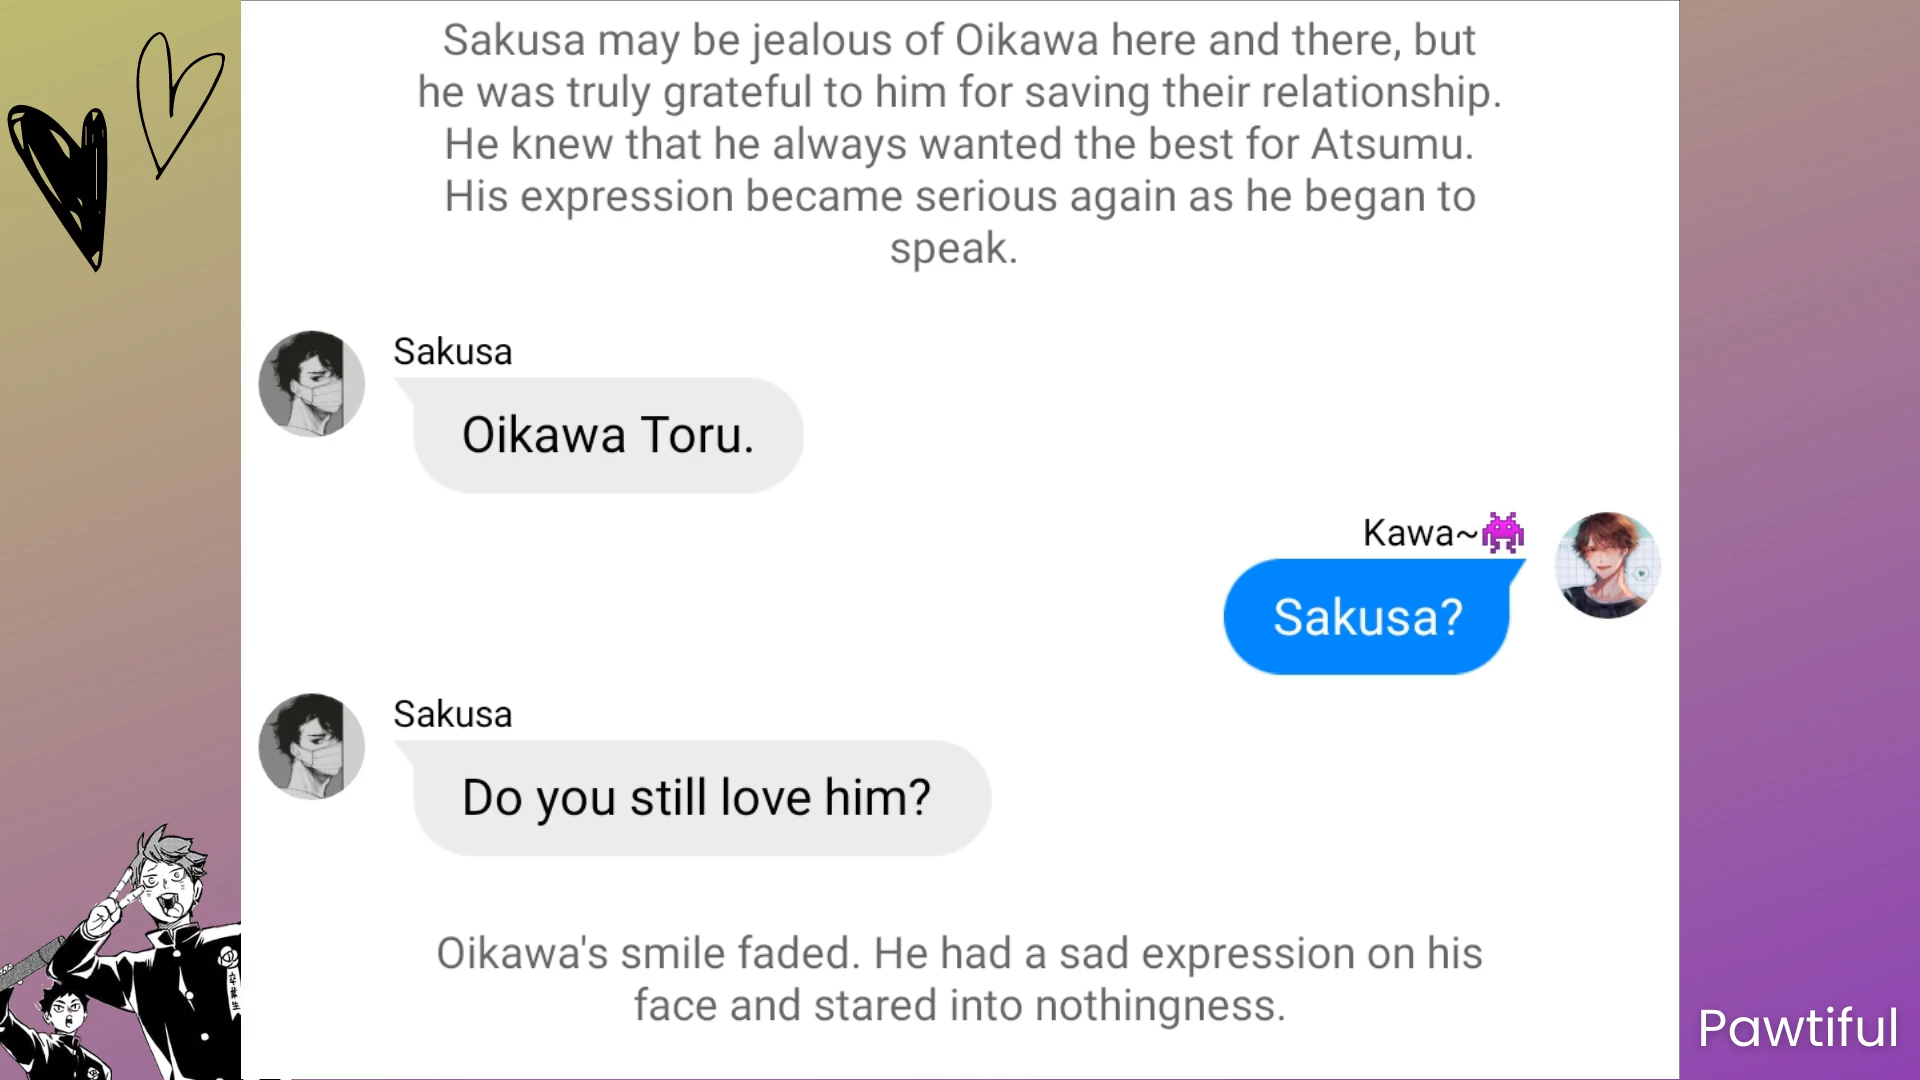 Sakusa may be jealous of Oikawa here and there, but
he was truly grateful to him for saving their relationship.
He knew that he always wanted the best for Atsumu.
His expression became serious again as he began to
speak.
Sakusa
Oikawa Toru.
Kawa~👾
Sakusa?
Sakusa
Do you still love him?
Oikawa's smile faded. He had a sad expression on his
face and stared into nothingness.
Pawtiful